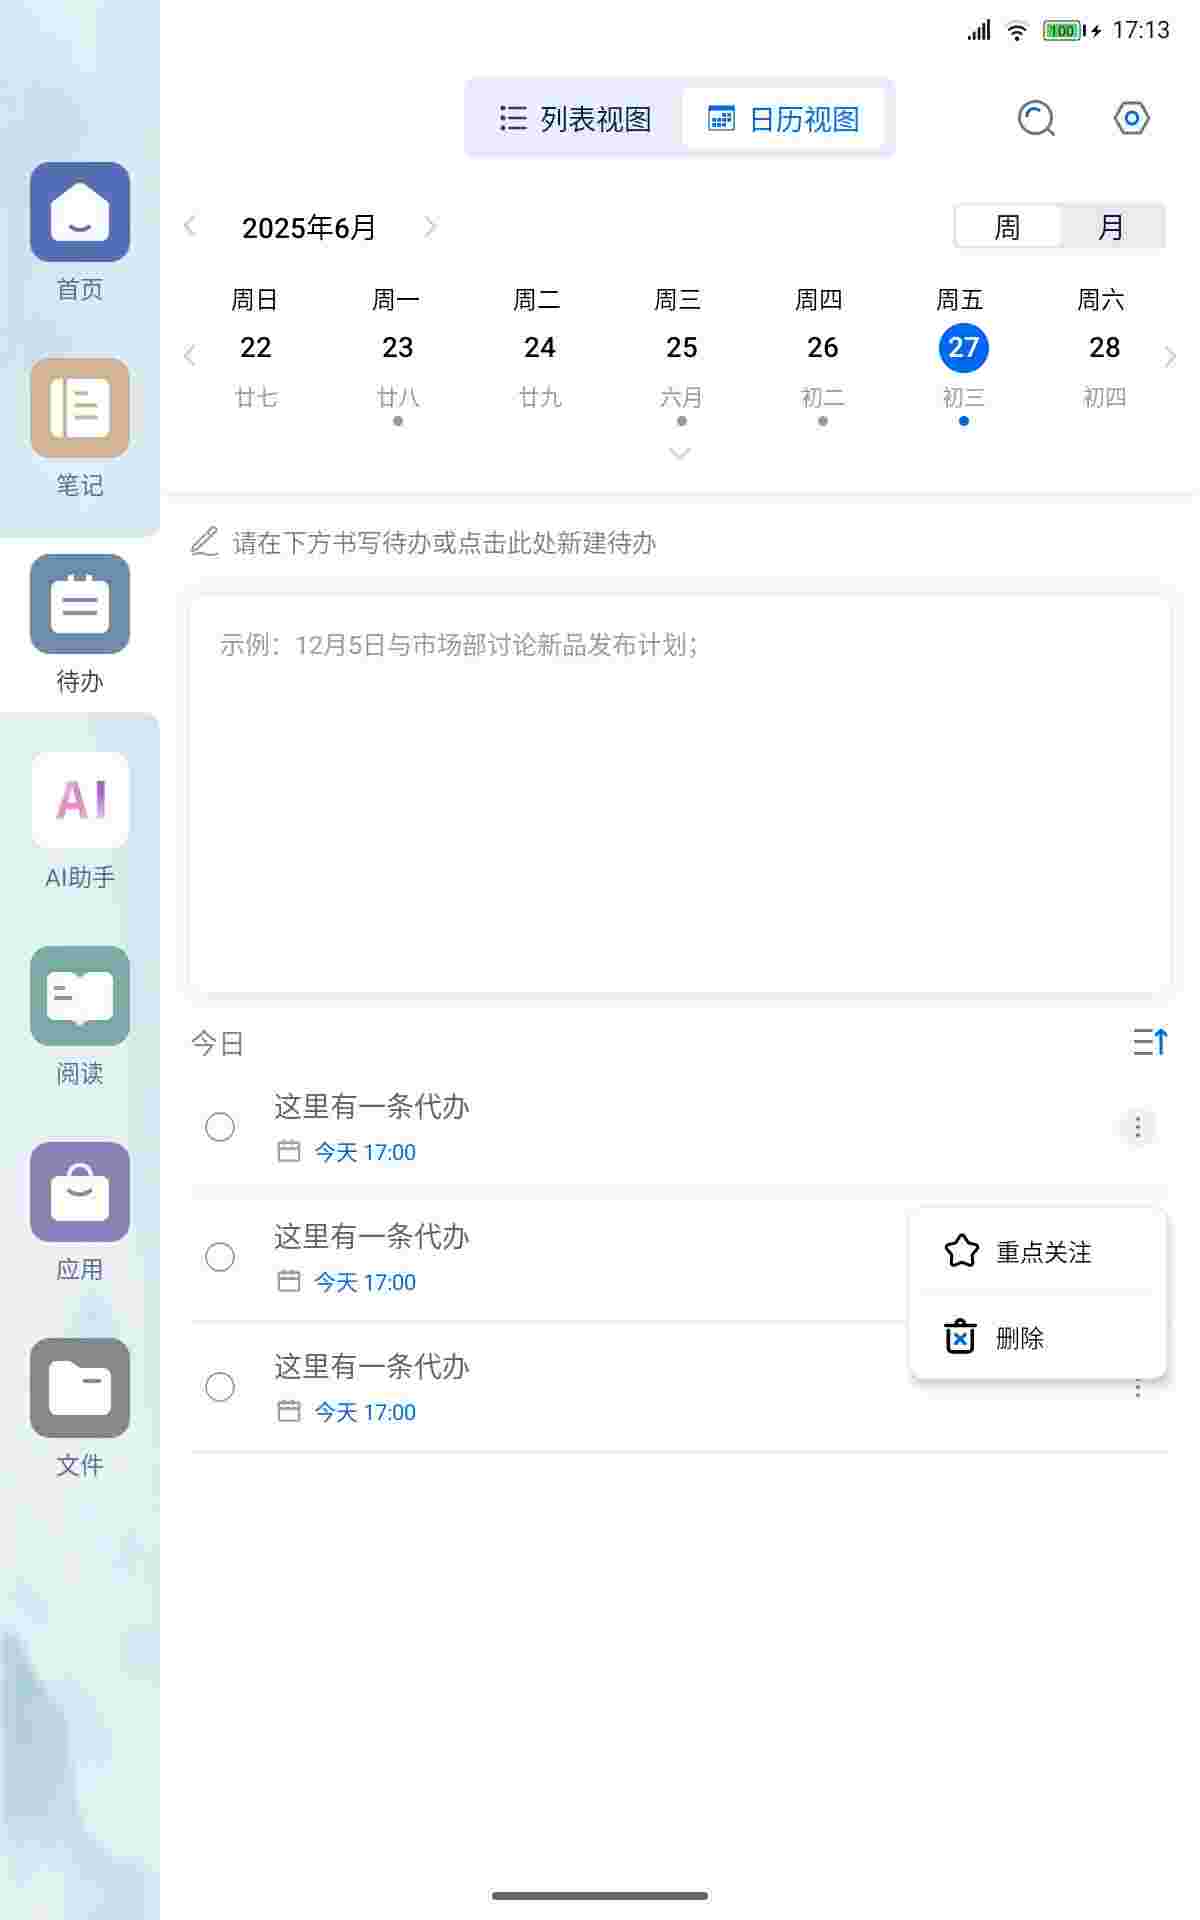 100 17:13
列表视图 日历视图
2025年6月 周 月
周日 周一 周二 周三 周四 周五 周六
22 23 24 25 26 27 28
廿七 廿八 廿九 六月 初二 初三 初四
请在下方书写待办或点击此处新建待办
示例：12月5日与市场部讨论新品发布计划；
今日
这里有一条代办
今天 17:00
这里有一条代办
今天 17:00
重点关注
删除
这里有一条代办
今天 17:00
首页
笔记
待办
AI
AI助手
阅读
应用
文件